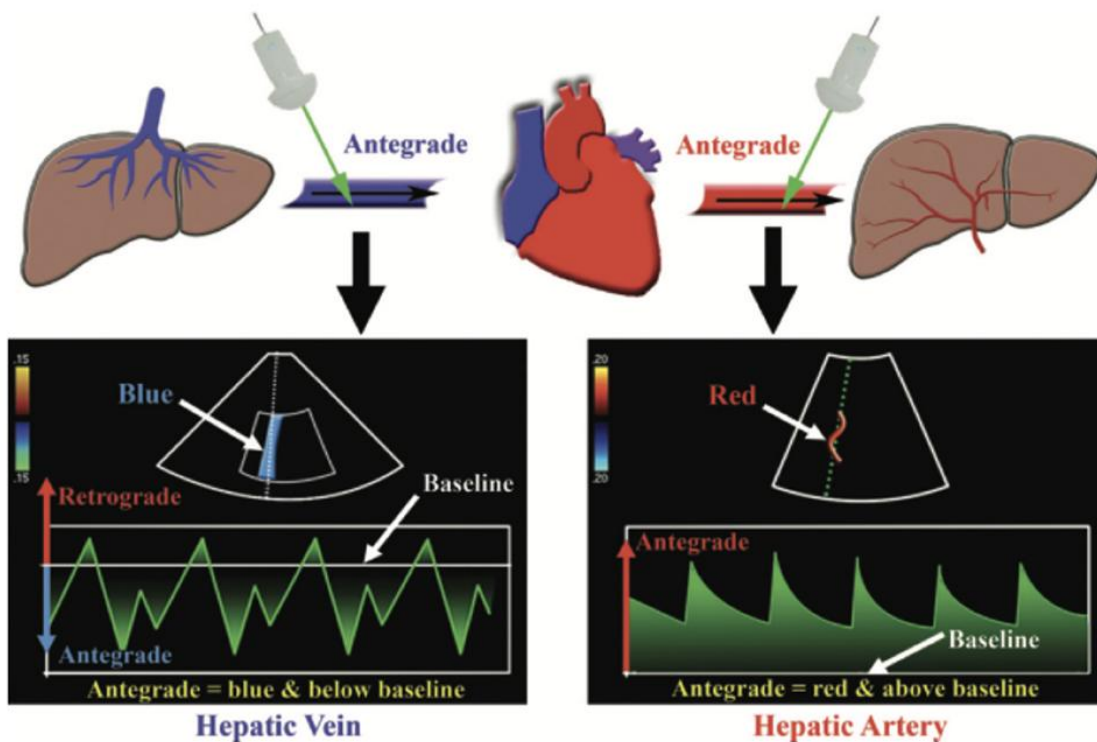 Antegrade
Antegrade
.15
.15
Blue
Retrograde
Baseline
Antegrade
Antegrade = blue & below baseline
Hepatic Vein
.20
.20
Red
Antegrade
Baseline
Antegrade = red & above baseline
Hepatic Artery